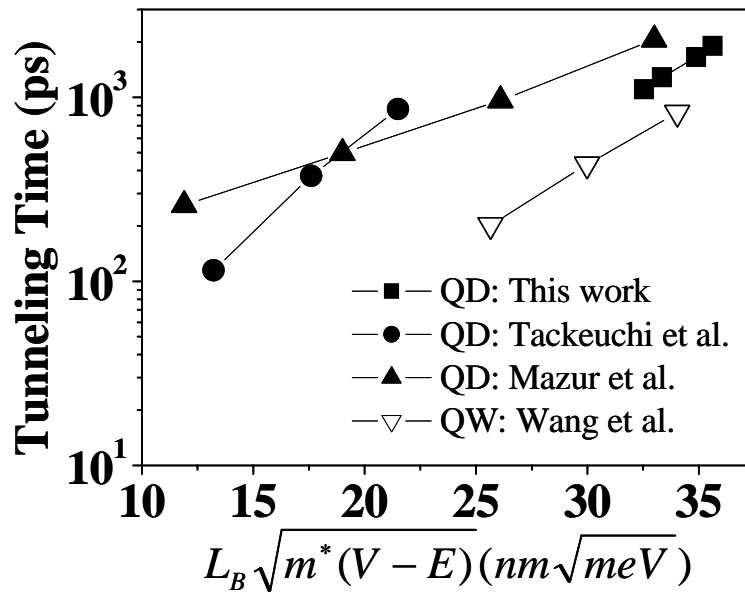 Tunneling Time (ps)
10³
10²
10¹
QD: This work
QD: Tackeuchi et al.
QD: Mazur et al.
QW: Wang et al.
10 15 20 25 30 35
L_B√m*(V − E)(nm√meV)